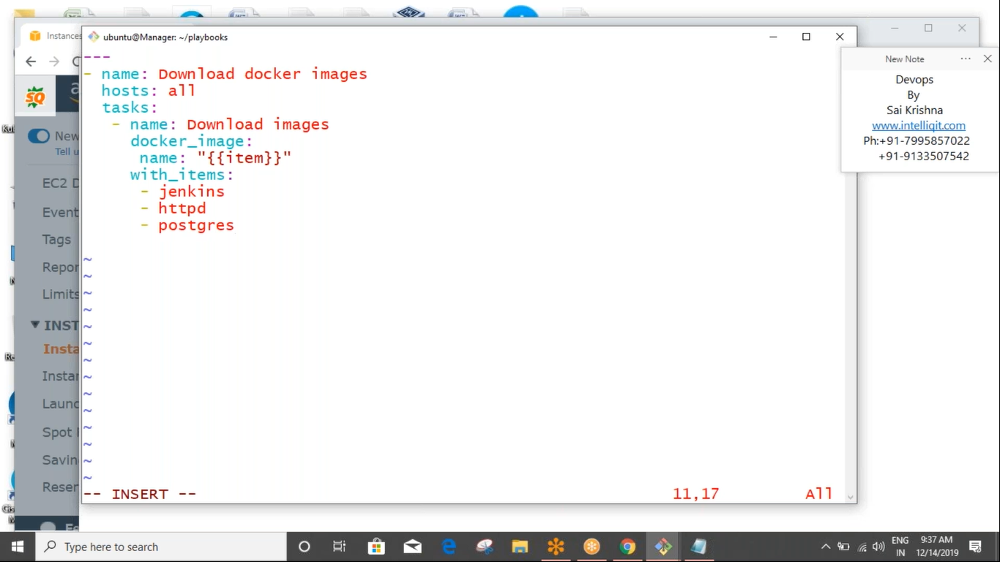 Instances
ubuntu@Manager: ~/playbooks
---
- name: Download docker images
  hosts: all
  tasks:
   - name: Download images
     docker_image:
      name: "{{item}}"
     with_items:
      - jenkins
      - httpd
      - postgres
~
~
~
~
~
~
~
~
~
~
~
~
~
~
-- INSERT -- 11,17 All
New Note
Devops
By
Sai Krishna
www.intelliqit.com
Ph:+91-7995857022
+91-9133507542
SQ
New
Tell u
EC2 D
Event
Tags
Repor
Limits
INST
Insta
Instar
Launc
Spot
Savin
Reser
Type here to search
ENG
IN
9:37 AM
12/14/2019